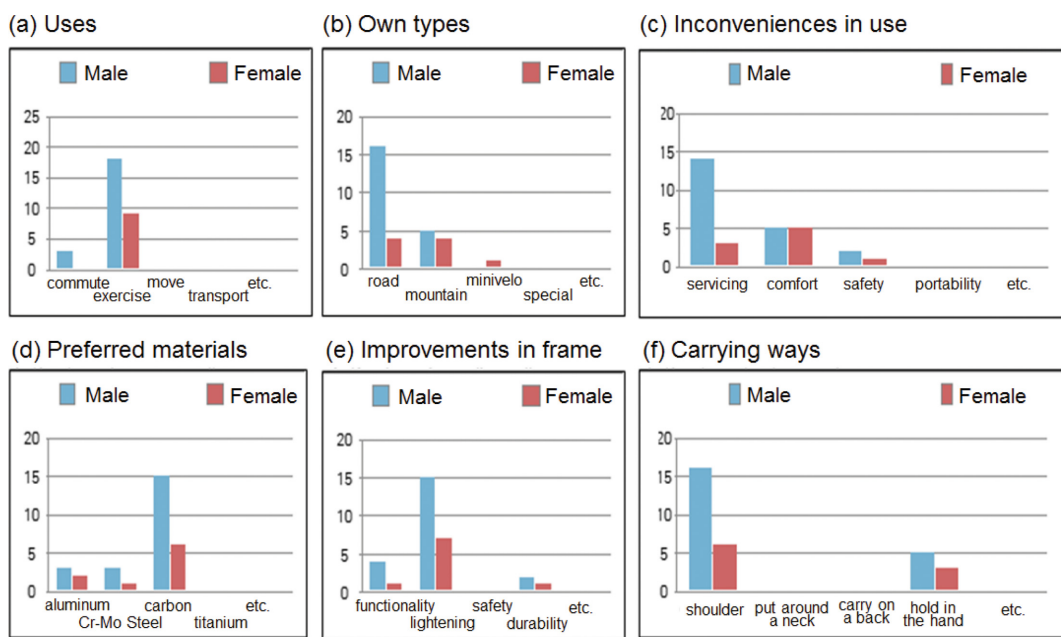 (a) Uses
Male Female
25
20
15
10
5
0
commute move etc.
exercise transport
(b) Own types
Male Female
20
15
10
5
0
road minivelo etc.
mountain special
(c) Inconveniences in use
Male Female
20
15
10
5
0
servicing comfort safety portability etc.
(d) Preferred materials
Male Female
20
15
10
5
0
aluminum carbon etc.
Cr-Mo Steel titanium
(e) Improvements in frame
Male Female
20
15
10
5
0
functionality safety etc.
lightening durability
(f) Carrying ways
Male Female
20
15
10
5
0
shoulder put around carry on hold in etc.
a neck a back the hand